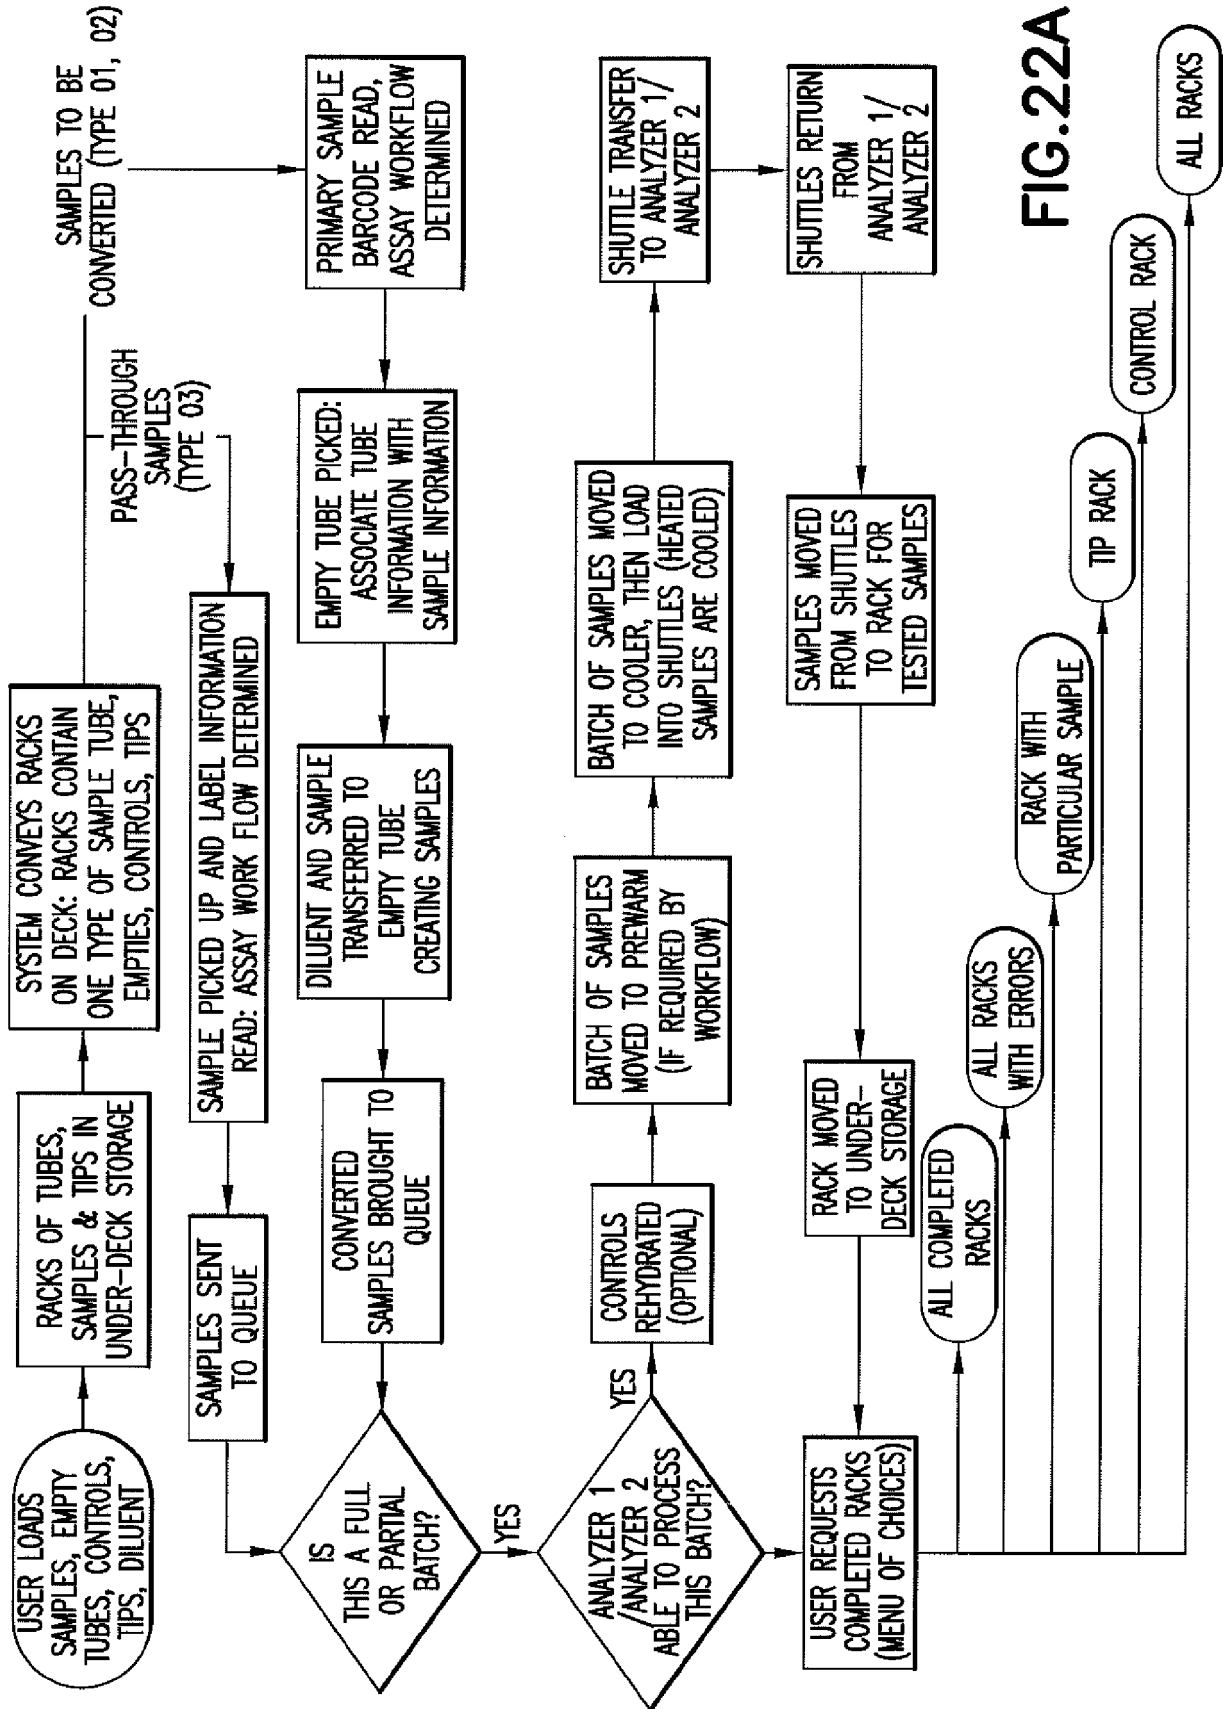 USER LOADS
SAMPLES, EMPTY
TUBES, CONTROLS,
TIPS, DILUENT
RACKS OF TUBES,
SAMPLES & TIPS IN
UNDER-DECK STORAGE
SYSTEM CONVEYS RACKS
ON DECK: RACKS CONTAIN
ONE TYPE OF SAMPLE TUBE,
EMPTIES, CONTROLS, TIPS
SAMPLES TO BE
CONVERTED (TYPE 01, 02)
PASS-THROUGH
SAMPLES
(TYPE 03)
SAMPLE PICKED UP AND LABEL INFORMATION
READ: ASSAY WORK FLOW DETERMINED
SAMPLES SENT
TO QUEUE
PRIMARY SAMPLE
BARCODE READ,
ASSAY WORKFLOW
DETERMINED
EMPTY TUBE PICKED:
ASSOCIATE TUBE
INFORMATION WITH
SAMPLE INFORMATION
DILUENT AND SAMPLE
TRANSFERRED TO
EMPTY TUBE
CREATING SAMPLES
CONVERTED
SAMPLES BROUGHT TO
QUEUE
IS
THIS A FULL
OR PARTIAL
BATCH?
YES
ANALYZER 1
/ANALYZER 2
ABLE TO PROCESS
THIS BATCH?
YES
CONTROLS
REHYDRATED
(OPTIONAL)
BATCH OF SAMPLES
MOVED TO PREWARM
(IF REQUIRED BY
WORKFLOW)
BATCH OF SAMPLES MOVED
TO COOLER, THEN LOAD
INTO SHUTTLES (HEATED
SAMPLES ARE COOLED)
SHUTTLE TRANSFER
TO ANALYZER 1/
ANALYZER 2
SHUTTLES RETURN
FROM
ANALYZER 1/
ANALYZER 2
SAMPLES MOVED
FROM SHUTTLES
TO RACK FOR
TESTED SAMPLES
RACK MOVED
TO UNDER-
DECK STORAGE
USER REQUESTS
COMPLETED RACKS
(MENU OF CHOICES)
ALL COMPLETED
RACKS
ALL RACKS
WITH ERRORS
RACK WITH
PARTICULAR SAMPLE
TIP RACK
CONTROL RACK
ALL RACKS
FIG.22A